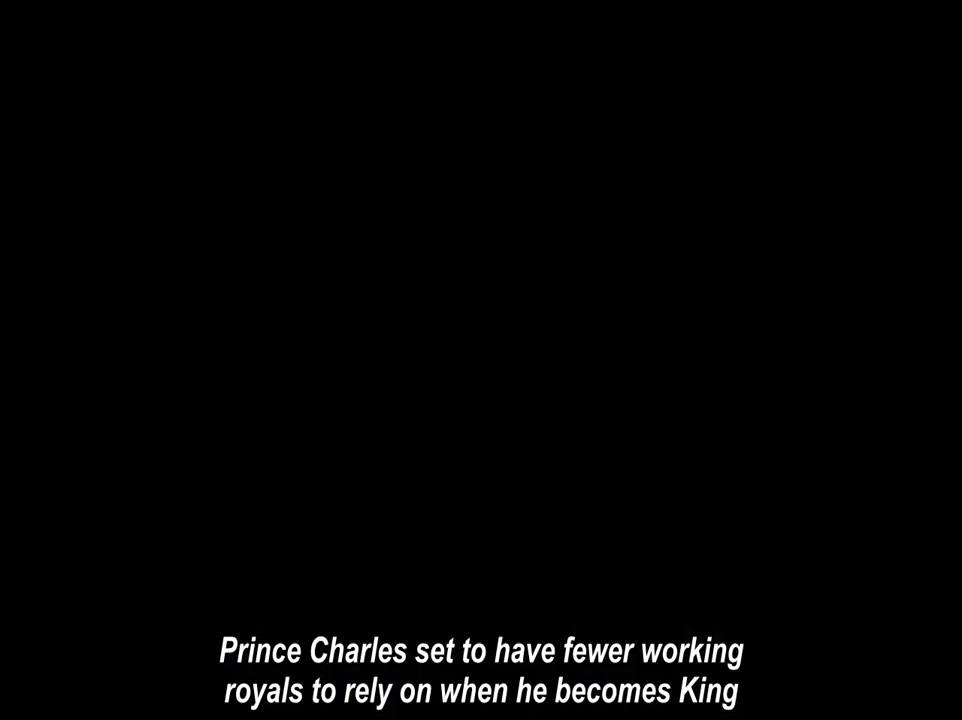 Prince Charles set to have fewer working
royals to rely on when he becomes King